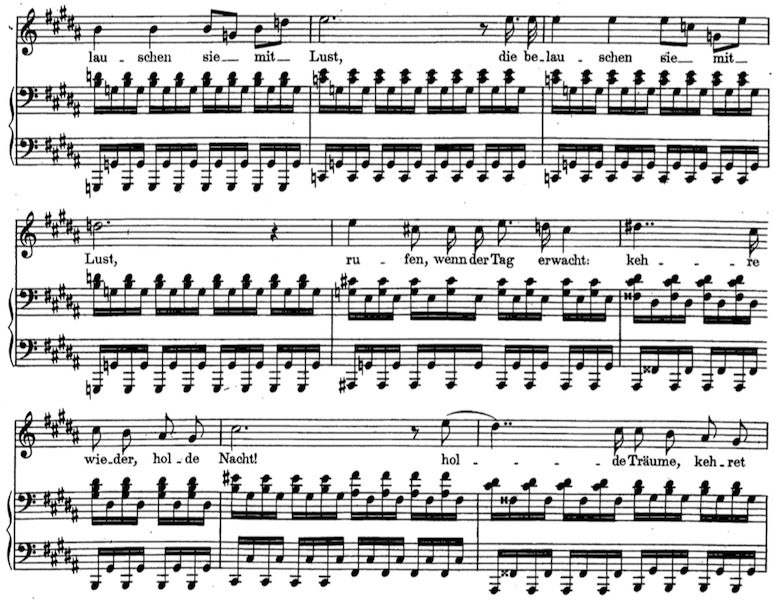 lau - schen sie mit Lust, die be - lau - schen sie mit
Lust, ru - fen, wenn der Tag erwacht: keh - re
wie - der, hol - de Nacht! hol - de Träume, keh - ret